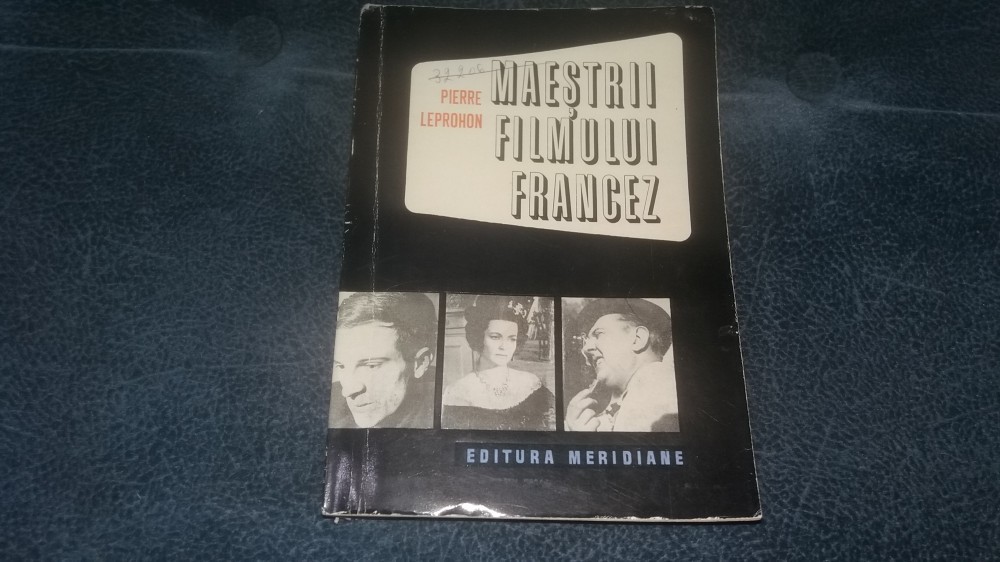 PIERRE
LEPROHON
MAEȘTRII
FILMULUI
FRANCEZ
EDITURA MERIDIANE